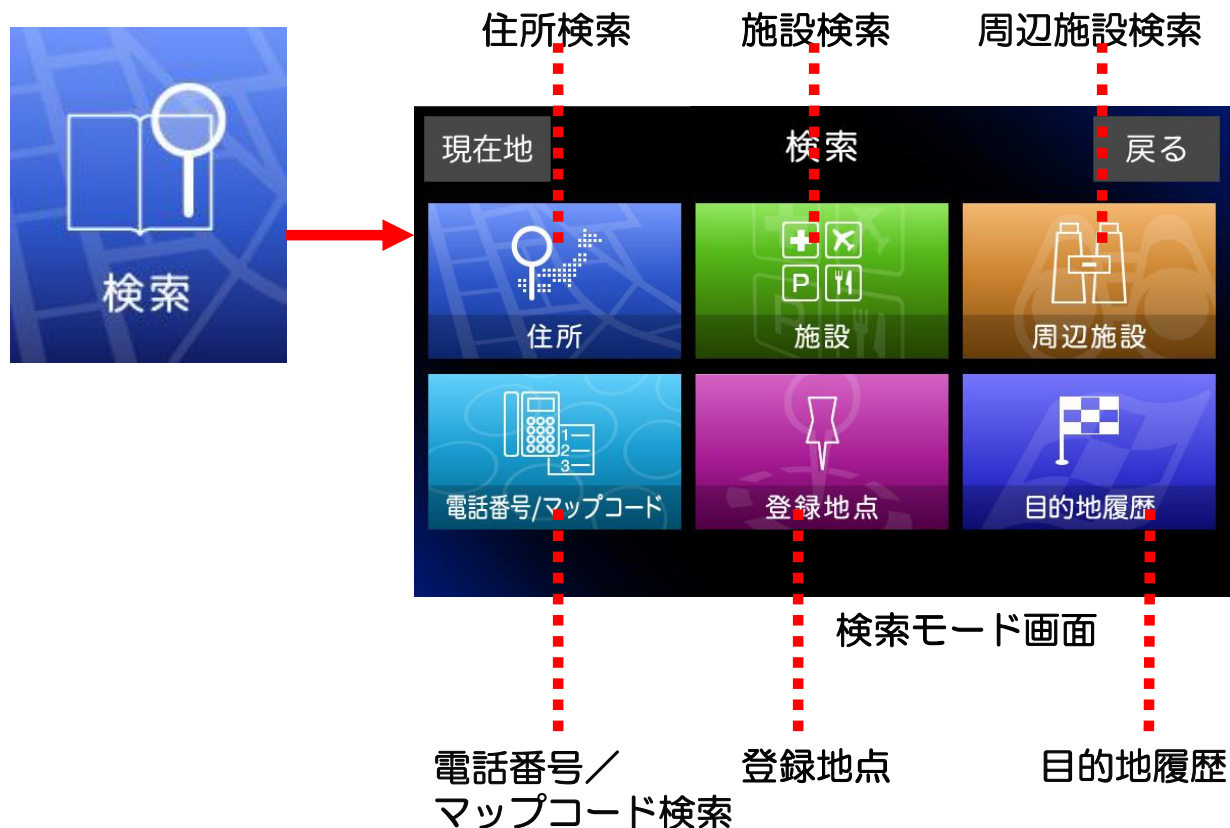 住所検索 施設検索 周辺施設検索
検索
現在地 検索 戻る
P
住所 施設 周辺施設
1
2
3
電話番号/マップコード 登録地点 目的地履歴
検索モード画面
電話番号／ 登録地点 目的地履歴
マップコード検索